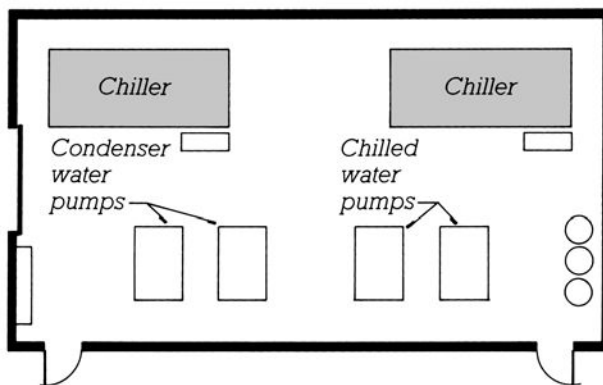 Chiller
Chiller
Condenser
water
pumps
Chilled
water
pumps